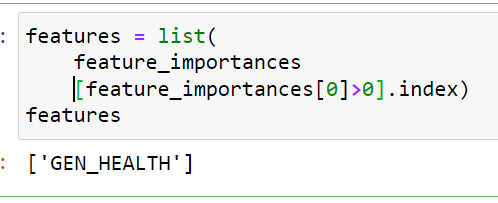 : features = list(
    feature_importances
    [feature_importances[0]>0].index)
features
: ['GEN_HEALTH']